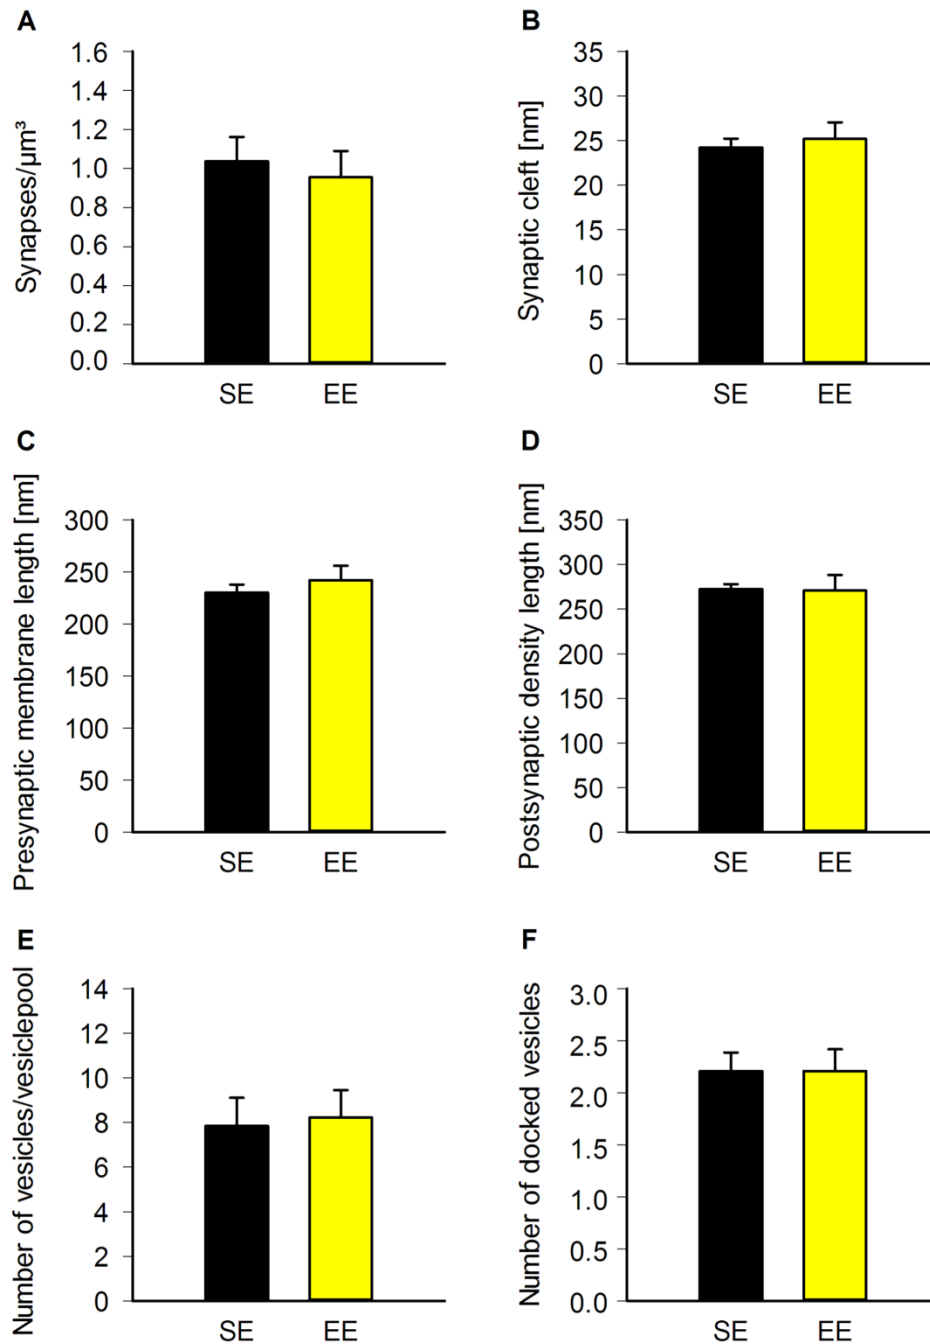 A
Synapses/µm³
1.6
1.4
1.2
1.0
0.8
0.6
0.4
0.2
0.0
SE EE
B
Synaptic cleft [nm]
35
30
25
20
15
10
5
0
SE EE
C
Presynaptic membrane length [nm]
300
250
200
150
100
50
0
SE EE
D
Postsynaptic density length [nm]
350
300
250
200
150
100
50
0
SE EE
E
Number of vesicles/vesiclepool
14
12
10
8
6
4
2
0
SE EE
F
Number of docked vesicles
3.0
2.5
2.0
1.5
1.0
0.5
0.0
SE EE